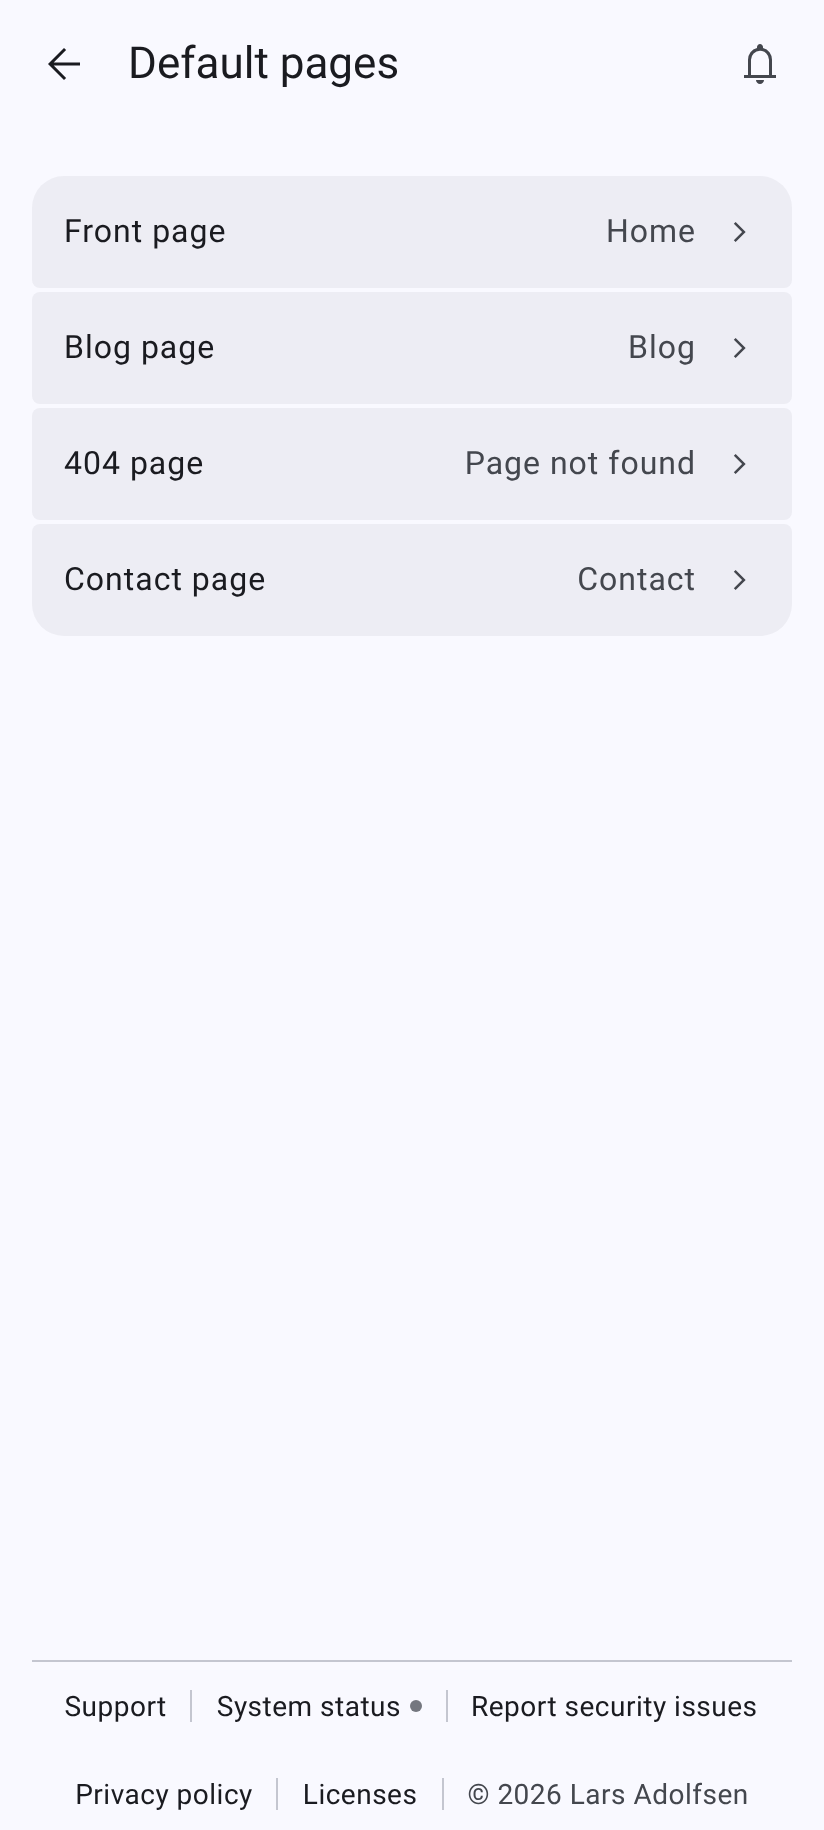 Default pages
Front page Home
Blog page Blog
404 page Page not found
Contact page Contact
Support System status Report security issues
Privacy policy Licenses © 2026 Lars Adolfsen